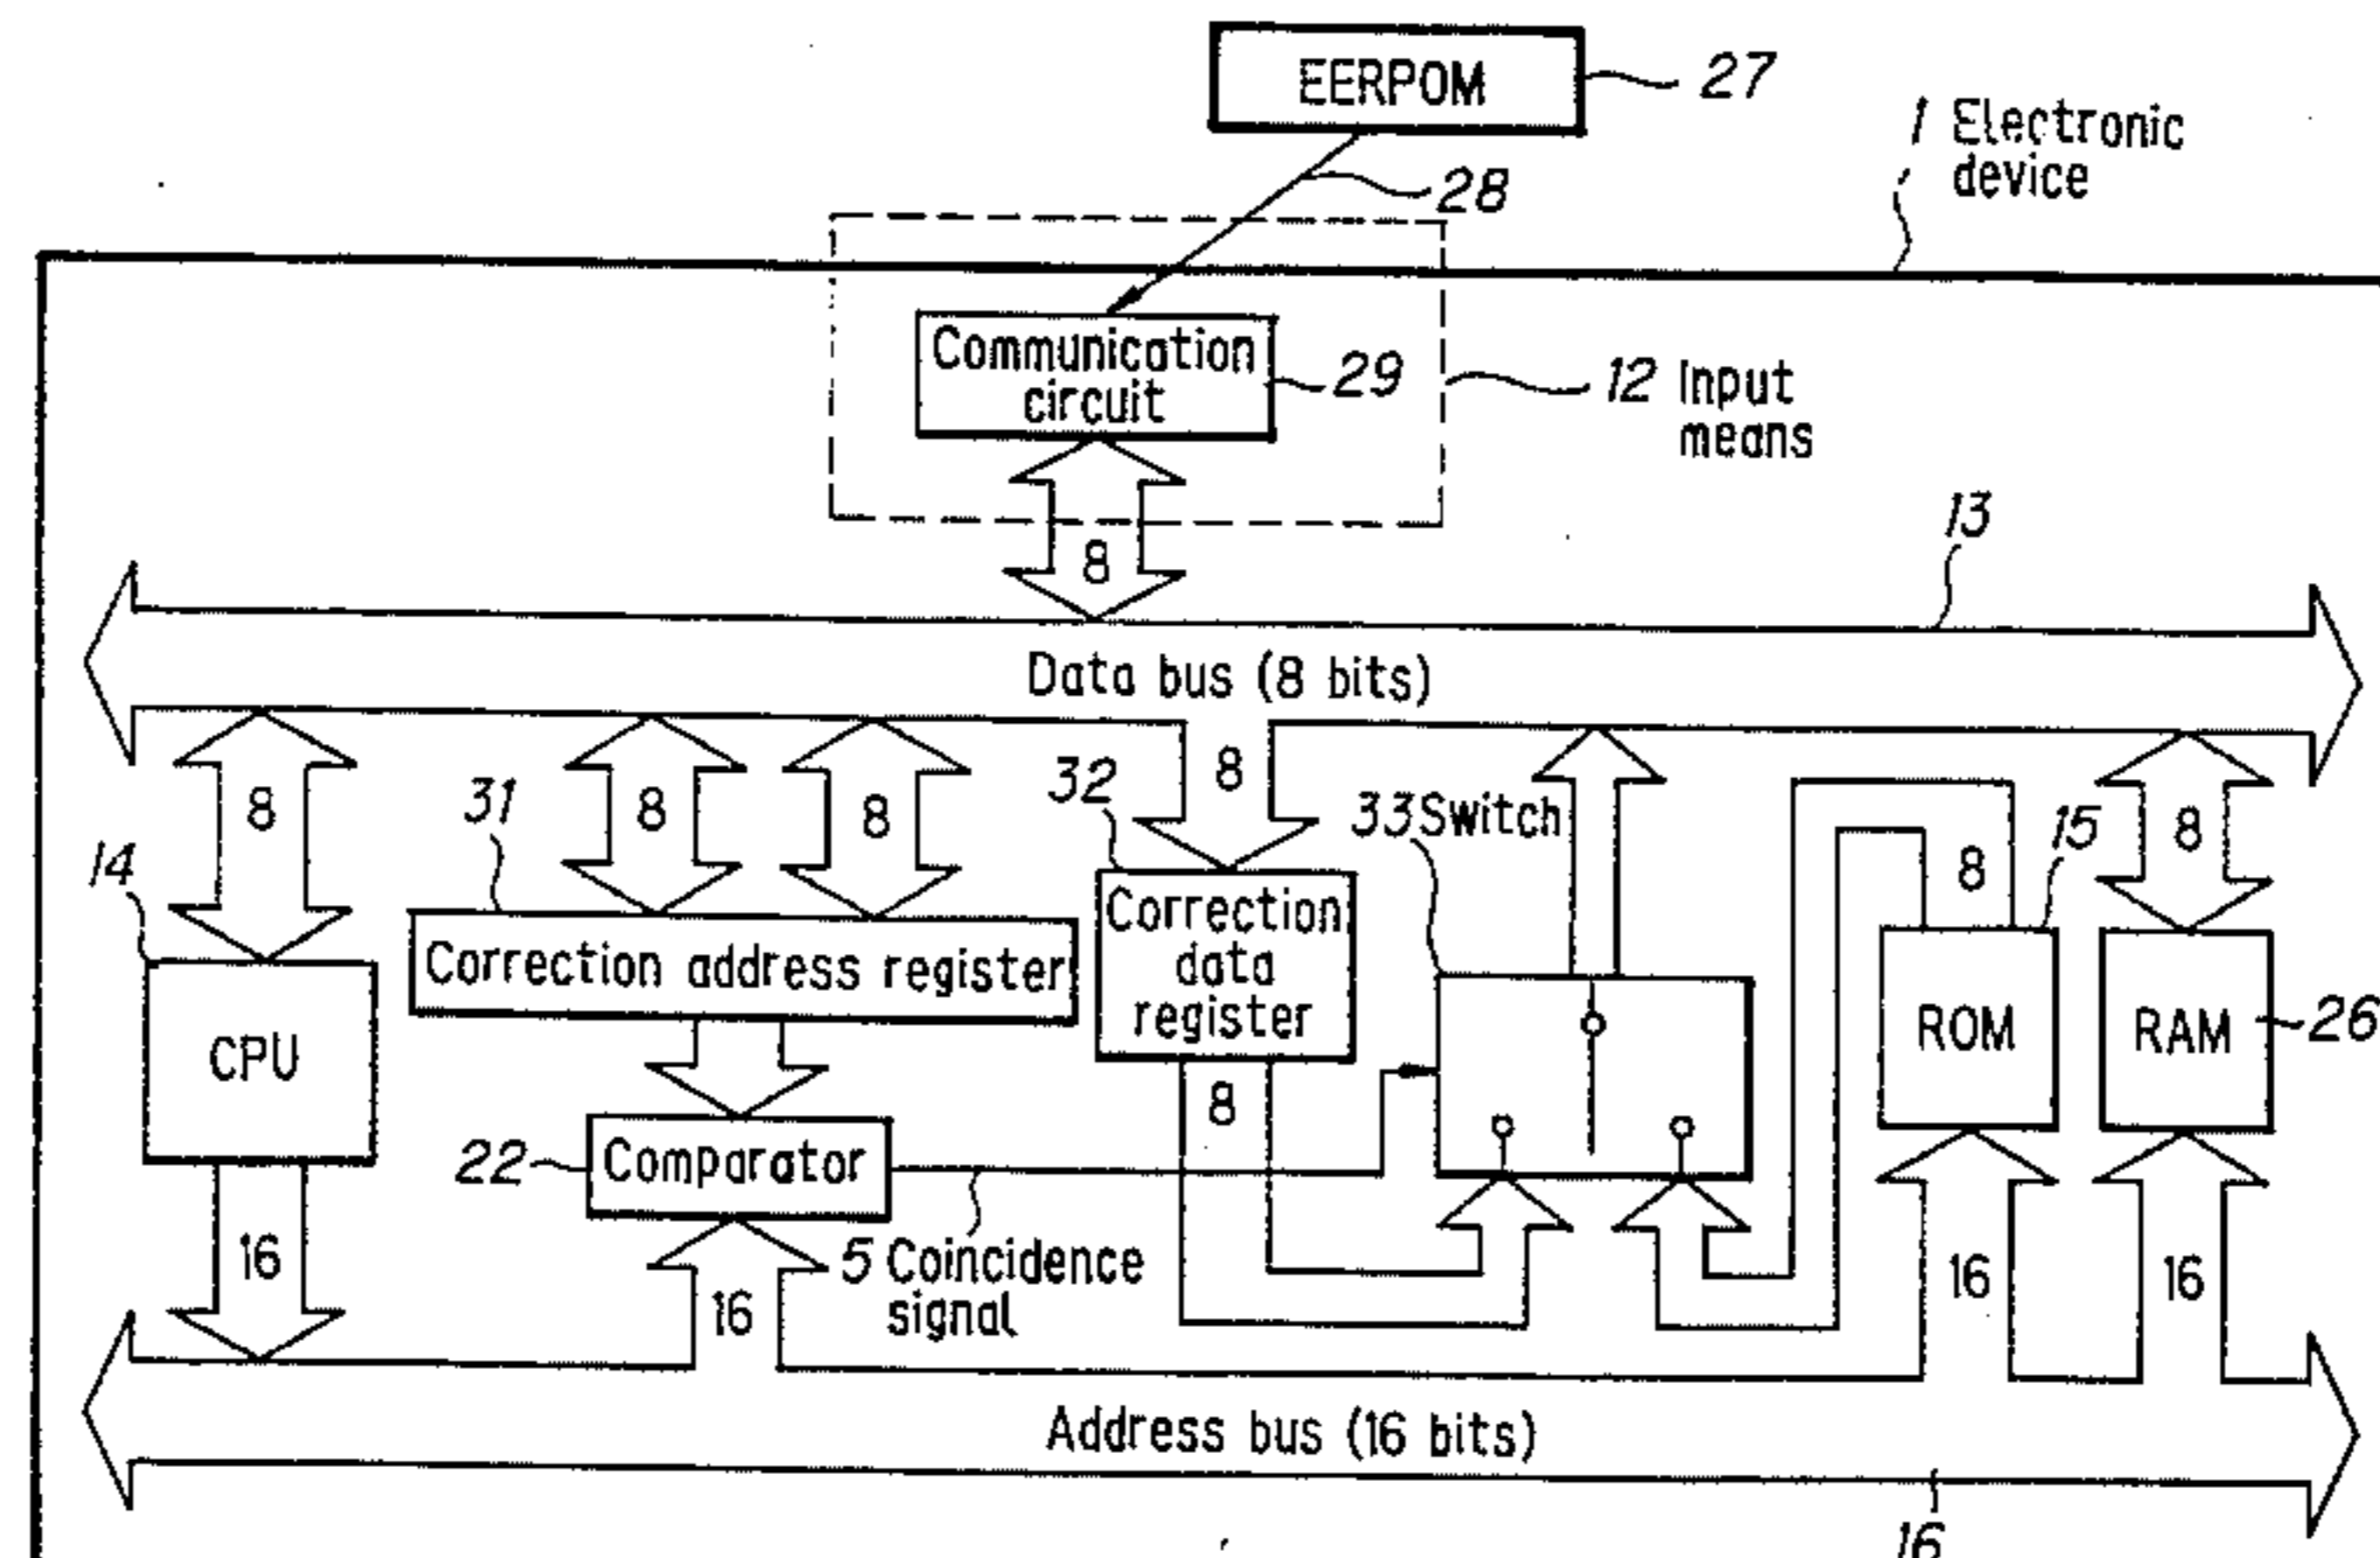 EERPOM
27
1 Electronic
device
28
Communication
circuit
29
12 Input
means
8
13
Data bus (8 bits)
8
31
8
8
32
8
33 Switch
15
8
8
14
CPU
Correction address register
Correction
data
register
ROM
RAM
26
8
22
Comparator
16
5 Coincidence
signal
16
16
16
Address bus (16 bits)
16